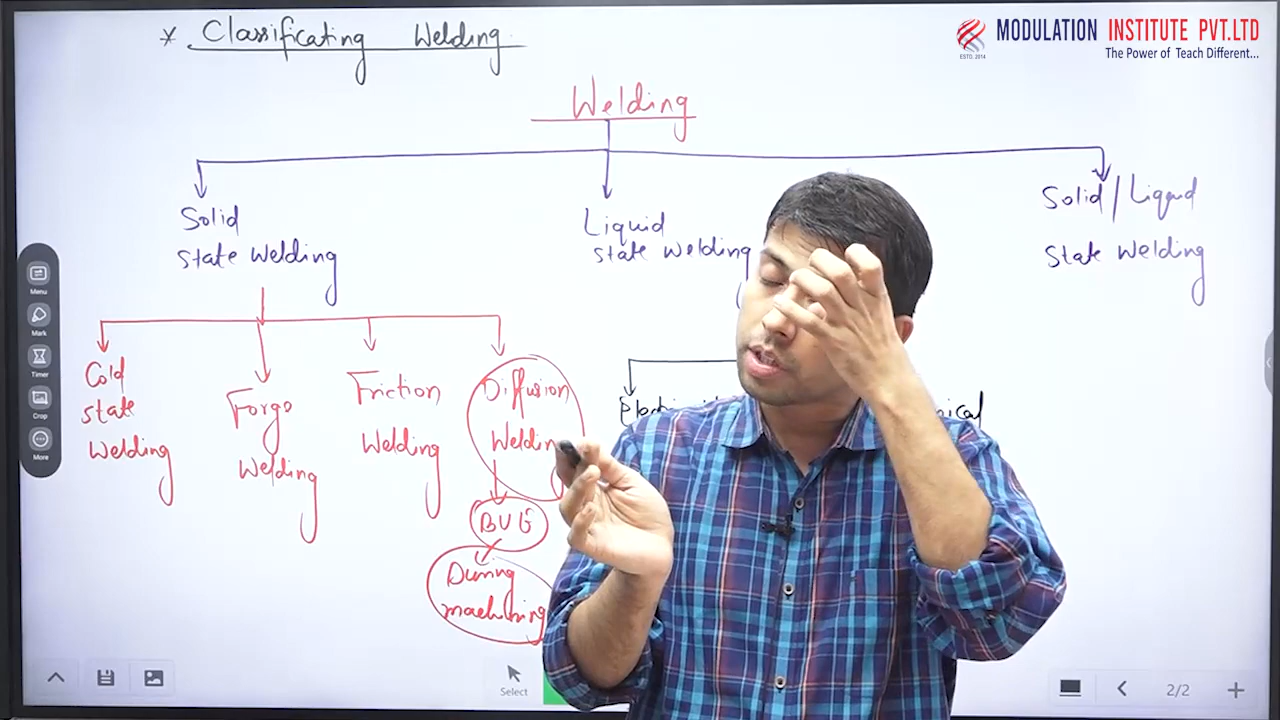 * Classificating Welding
MODULATION INSTITUTE PVT.LTD
The Power of Teach Different...
ESTD. 2014
Welding
Solid
state Welding
Liquid
state Welding
Solid/Liquid
State Welding
Cold
state
Welding
Forge
Welding
Friction
Welding
Diffusion
Welding
BUE
During
machining
Menu
Mark
Timer
Crop
More
Select
2/2